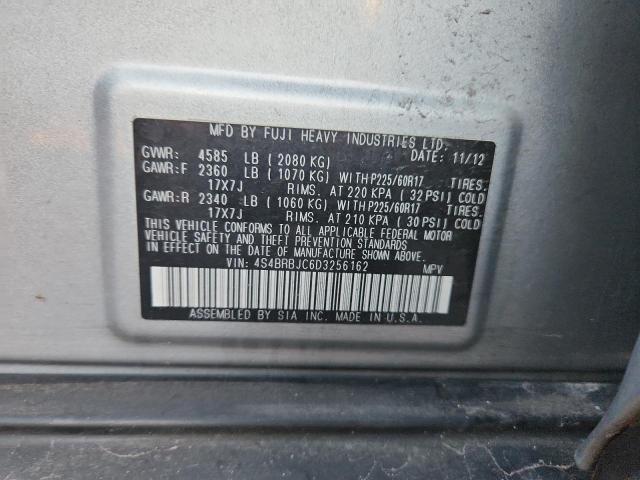 MFD BY FUJI HEAVY INDUSTRIES LTD.
GVWR: 4585 LB ( 2080 KG) DATE: 11/12
GAWR:F 2360 LB ( 1070 KG) WITH P225/60R17 TIRES.
17X7J RIMS. AT 220 KPA ( 32 PSI ) COLD
GAWR:R 2340 LB ( 1060 KG) WITH P225/60R17 TIRES.
17X7J RIMS. AT 210 KPA ( 30 PSI ) COLD
THIS VEHICLE CONFORMS TO ALL APPLICABLE FEDERAL MOTOR
VEHICLE SAFETY AND THEFT PREVENTION STANDARDS
IN EFFECT ON THE DATE OF MANUFACTURE SHOWN ABOVE.
VIN: 4S4BRBJC6D3256162 MPV
ASSEMBLED BY SIA INC. MADE IN U.S.A.